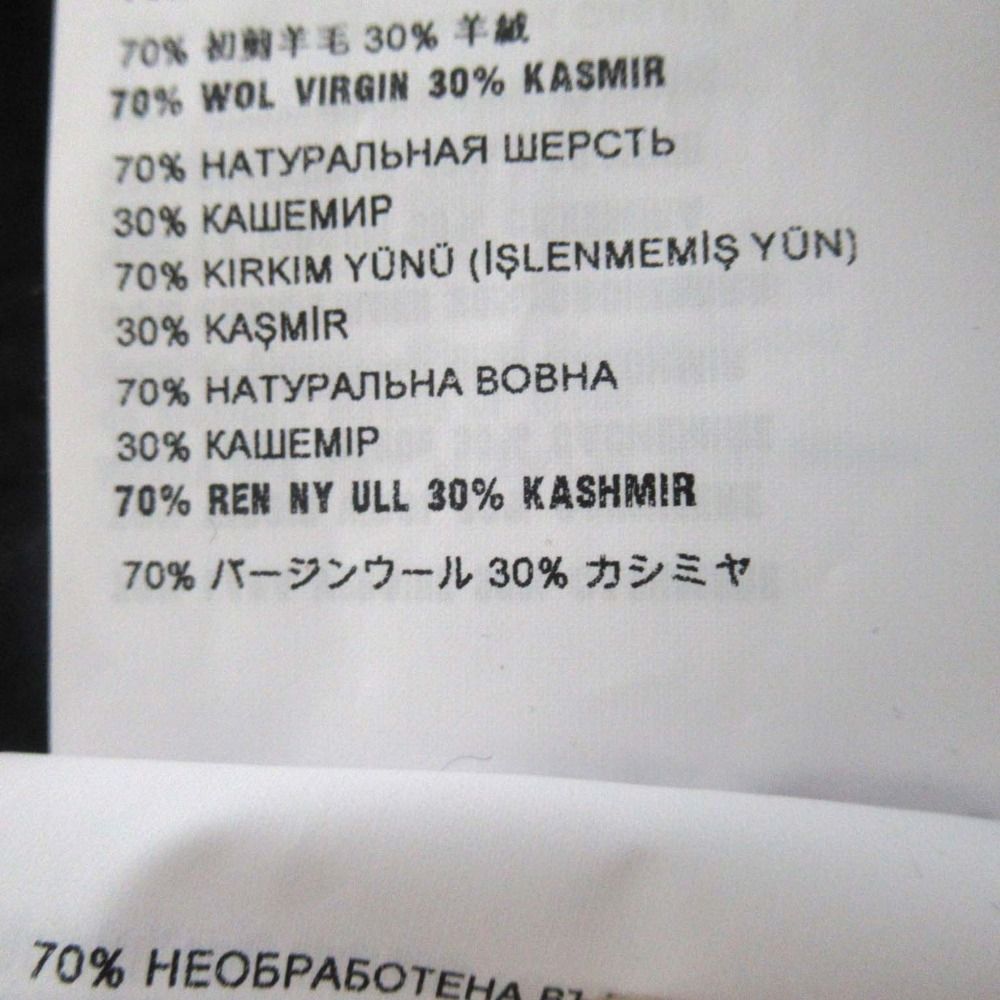 70% 初剪羊毛 30% 羊絨
70% WOL VIRGIN 30% KASMIR
70% НАТУРАЛЬНАЯ ШЕРСТЬ
30% КАШЕМИР
70% KIRKIM YÜNÜ (İŞLENMEMİŞ YÜN)
30% KAŞMİR
70% НАТУРАЛЬНА ВОВНА
30% КАШЕМІР
70% REN NY ULL 30% KASHMIR
70% バージンウール 30% カシミヤ
70% НЕОБРАБОТЕНА